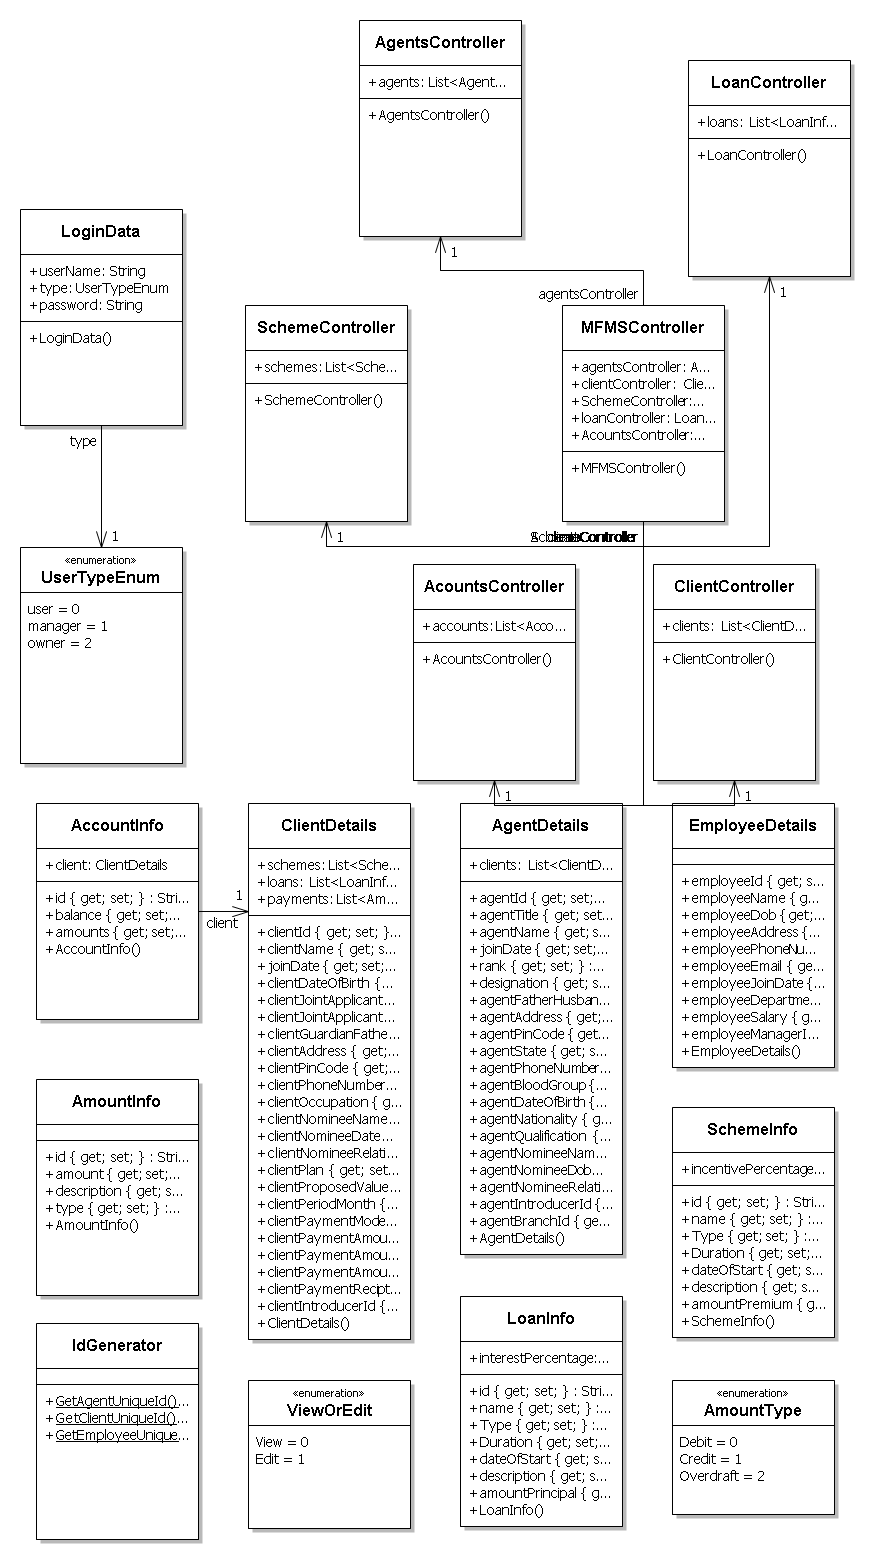 AgentsController
+agents: List<Agent...
+AgentsController()
1
LoanController
+loans: List<LoanInf...
+LoanController()
1
LoginData
+userName: String
+type: UserTypeEnum
+password: String
+LoginData()
type
1
agentsController
SchemeController
+schemes: List<Sche...
+SchemeController()
1
MFMSController
+agentsController: A...
+clientController: Clie...
+SchemeController:...
+loanController: Loan...
+AcountsController:...
+MFMSController()
«enumeration»
UserTypeEnum
user = 0
manager = 1
owner = 2
AcountsController
+accounts:List<Acco...
+AcountsController()
1
ClientController
+clients: List<ClientD...
+ClientController()
1
AccountInfo
+client: ClientDetails
+id { get; set; } : Stri...
+balance { get; set;...
+amounts { get; set;...
+AccountInfo()
1
client
ClientDetails
+schemes: List<Sche...
+loans: List<LoanInf...
+payments: List<Am...
+clientId { get; set; }...
+clientName { get; s...
+joinDate { get; set;...
+clientDateOfBirth {...
+clientJointApplicant...
+clientJointApplicant...
+clientGuardianFathe...
+clientAddress { get;...
+clientPinCode { get;...
+clientPhoneNumber...
+clientOccupation { g...
+clientNomineeName...
+clientNomineeDate...
+clientNomineeRelati...
+clientPlan { get; set...
+clientProposedValue...
+clientPeriodMonth {...
+clientPaymentMode...
+clientPaymentAmou...
+clientPaymentAmou...
+clientPaymentAmou...
+clientPaymentRecipt...
+clientIntroducerId {...
+ClientDetails()
AgentDetails
+clients: List<ClientD...
+agentId { get; set;...
+agentTitle { get; set...
+agentName { get; s...
+joinDate { get; set;...
+rank { get; set; } :...
+designation { get; s...
+agentFatherHusban...
+agentAddress { get;...
+agentPinCode { get...
+agentState { get; s...
+agentPhoneNumber...
+agentBloodGroup {...
+agentDateOfBirth {...
+agentNationality { g...
+agentQualification {...
+agentNomineeNam...
+agentNomineeDob...
+agentNomineeRelati...
+agentIntroducerId {...
+agentBranchId { ge...
+AgentDetails()
EmployeeDetails
+employeeId { get; s...
+employeeName { g...
+employeeDob { get;...
+employeeAddress {...
+employeePhoneNu...
+employeeEmail { ge...
+employeeJoinDate {...
+employeeDepartme...
+employeeSalary { g...
+employeeManagerI...
+EmployeeDetails()
AmountInfo
+id { get; set; } : Stri...
+amount { get; set;...
+description { get; s...
+type { get; set; } :...
+AmountInfo()
SchemeInfo
+incentivePercentage...
+id { get; set; } : Stri...
+name { get; set; } :...
+Type { get; set; } :...
+Duration { get; set;...
+dateOfStart { get; s...
+description { get; s...
+amountPremium { g...
+SchemeInfo()
IdGenerator
+GetAgentUniqueId()...
+GetClientUniqueId()...
+GetEmployeeUnique...
«enumeration»
ViewOrEdit
View = 0
Edit = 1
LoanInfo
+interestPercentage:...
+id { get; set; } : Stri...
+name { get; set; } :...
+Type { get; set; } :...
+Duration { get; set;...
+dateOfStart { get; s...
+description { get; s...
+amountPrincipal { g...
+LoanInfo()
«enumeration»
AmountType
Debit = 0
Credit = 1
Overdraft = 2